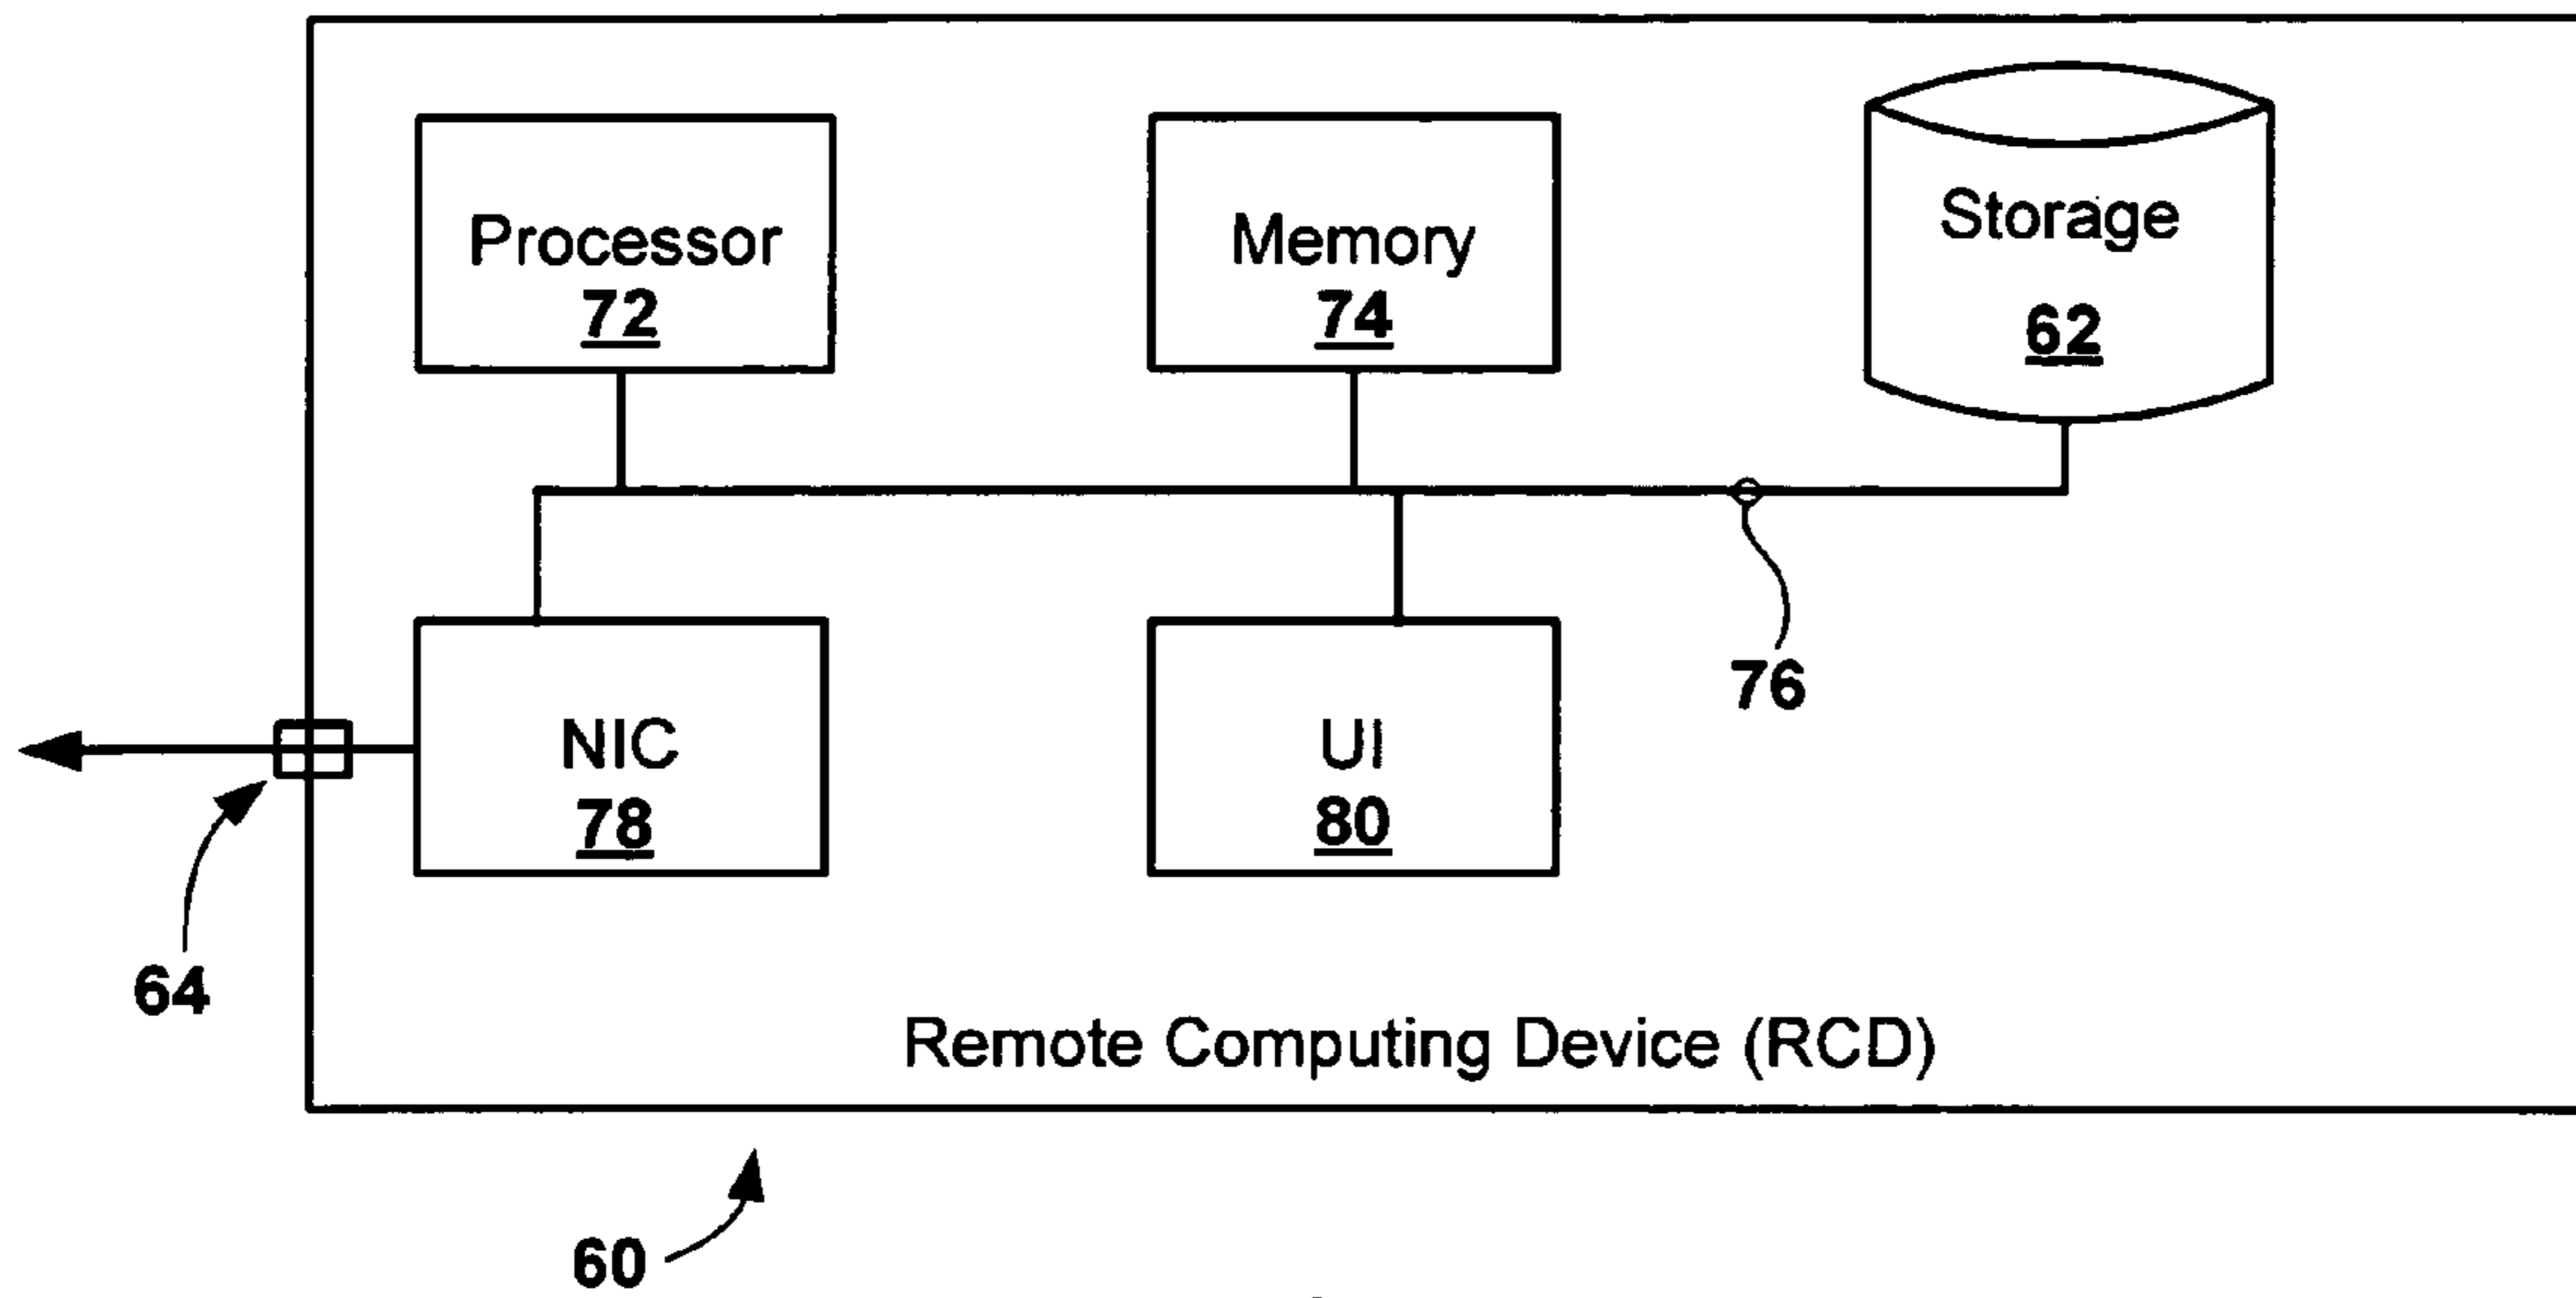 Processor
72
Memory
74
Storage
62
76
NIC
78
UI
80
64
Remote Computing Device (RCD)
60